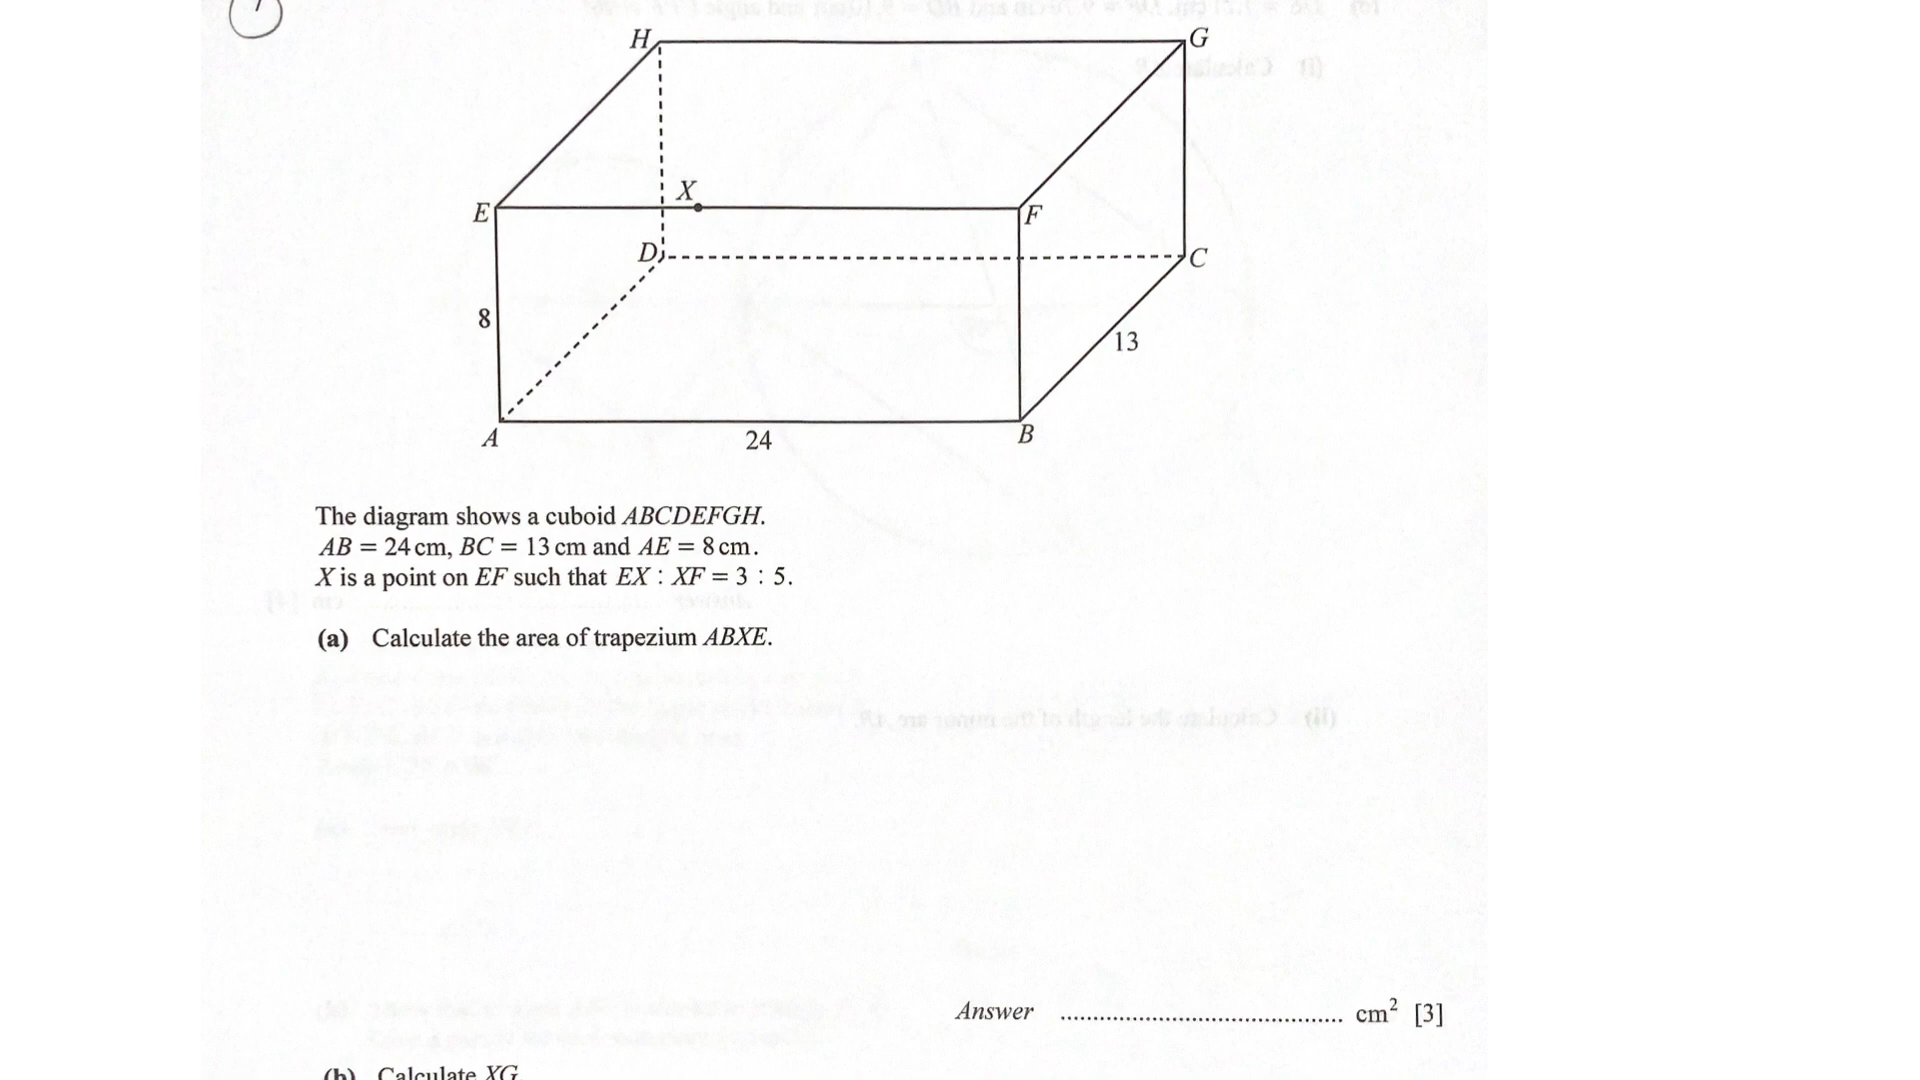 H
G
X
E
F
D
C
8
13
A
24
B
The diagram shows a cuboid ABCDEFGH.
AB = 24 cm, BC = 13 cm and AE = 8 cm.
X is a point on EF such that EX : XF = 3 : 5.
(a) Calculate the area of trapezium ABXE.
Answer ............................................ cm² [3]
(b) Calculate XG.